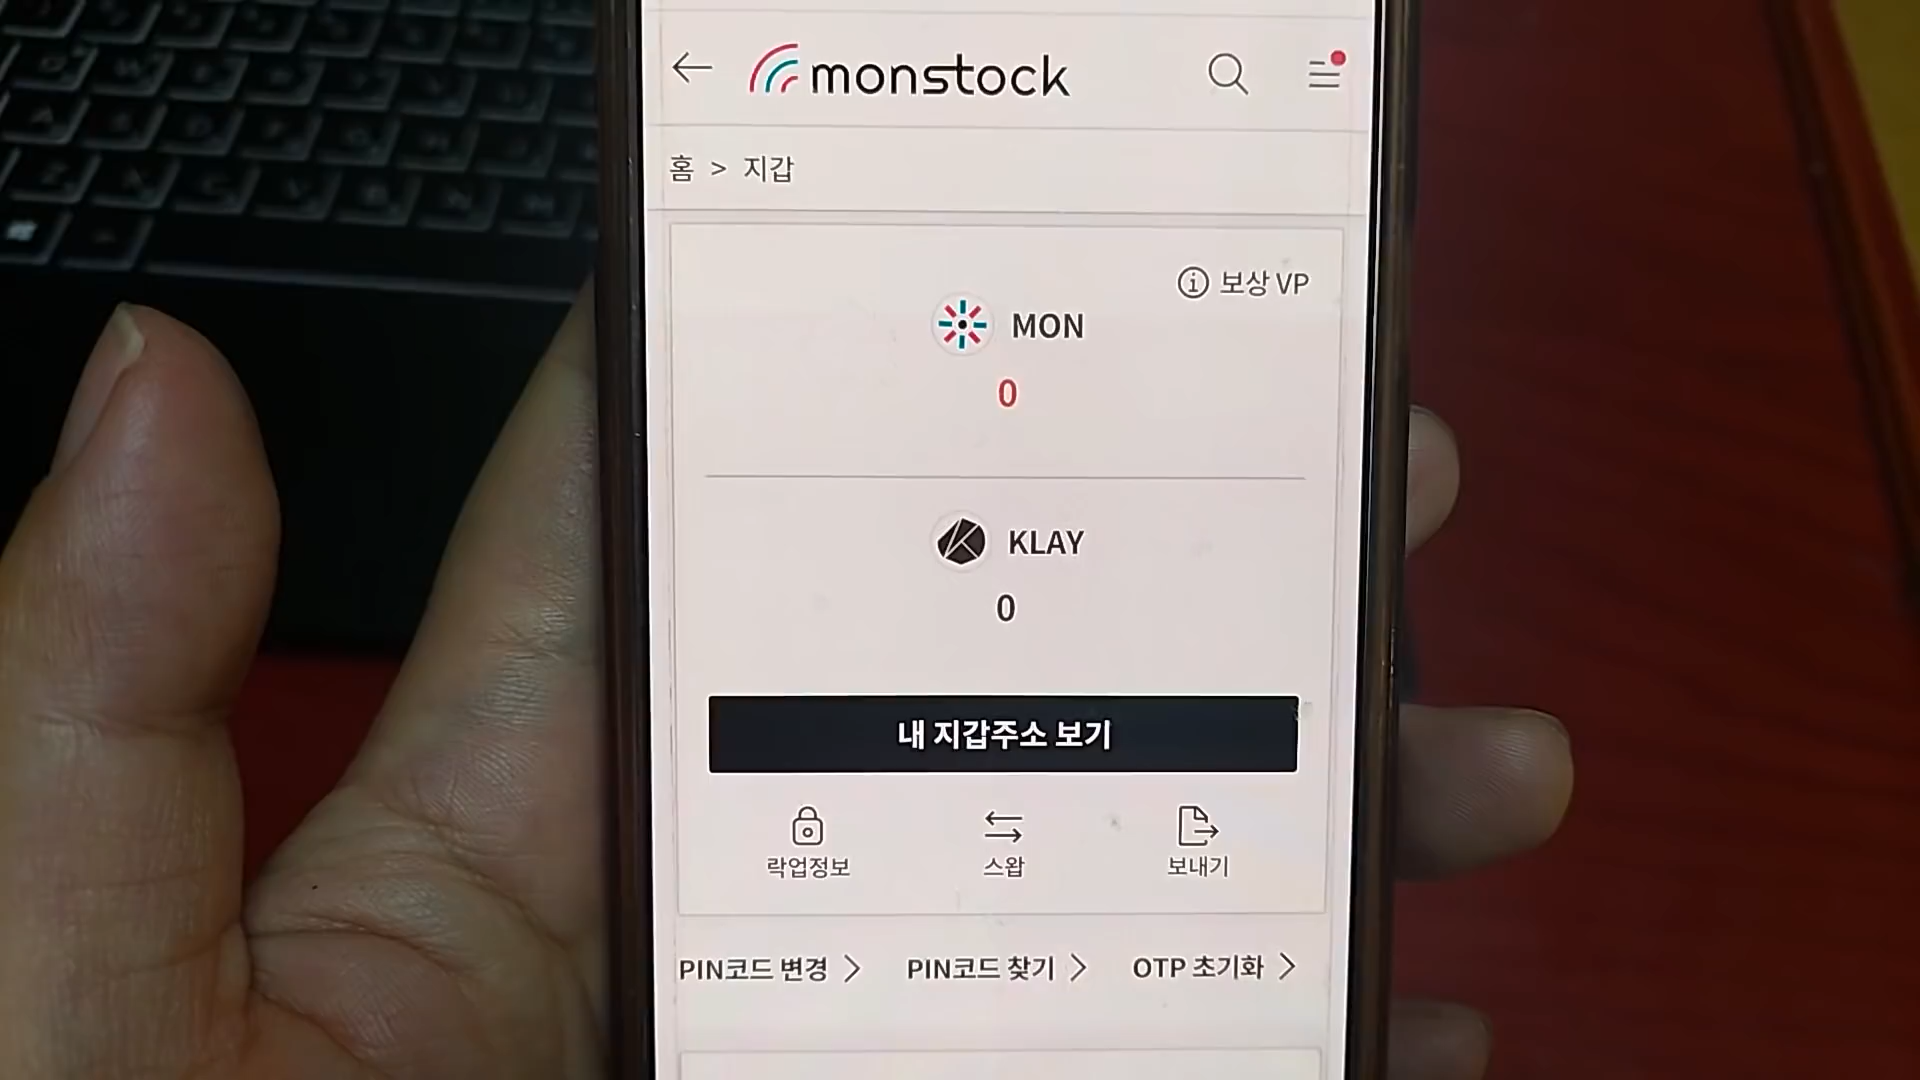 monstock
홈 > 지갑
보상 VP
MON
0
KLAY
0
내 지갑주소 보기
락업정보 스왑 보내기
PIN코드 변경 PIN코드 찾기 OTP 초기화